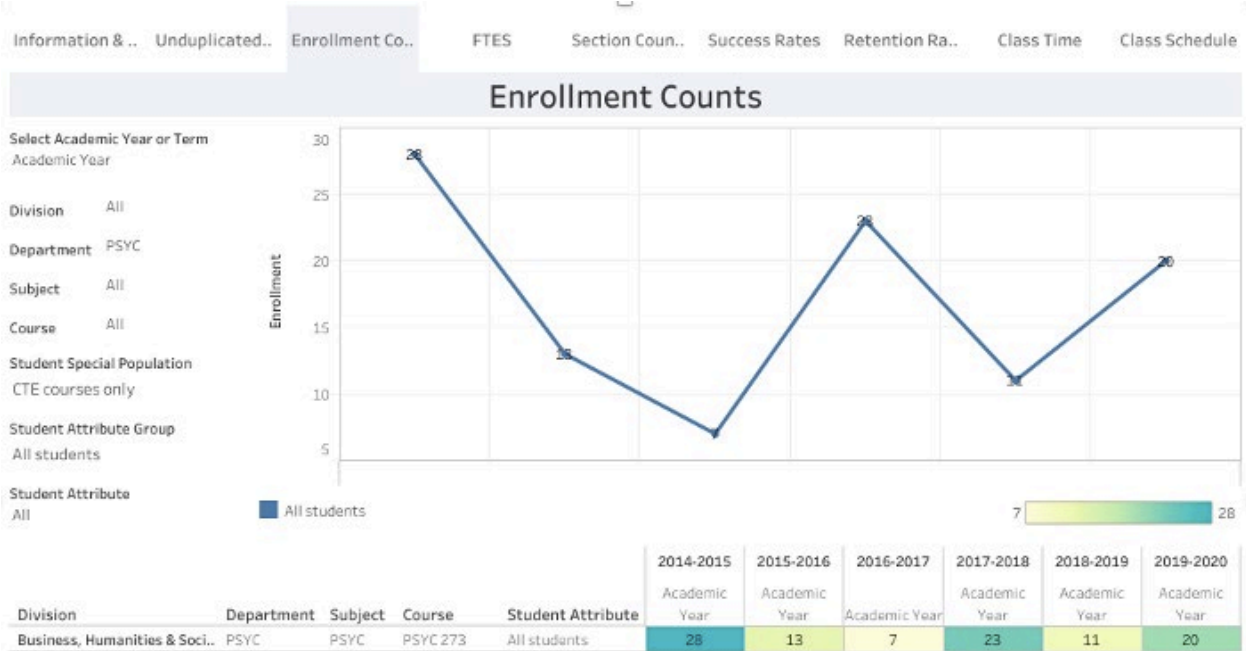 Information & .. Unduplicated.. Enrollment Co.. FTES Section Coun.. Success Rates Retention Ra.. Class Time Class Schedule
Enrollment Counts
Select Academic Year or Term
Academic Year
Division All
Department PSYC
Subject All
Course All
Student Special Population
CTE courses only
Student Attribute Group
All students
Student Attribute
All
Enrollment
30
25
20
15
10
5
28
13
7
23
11
20
All students
7 28
2014-2015 2015-2016 2016-2017 2017-2018 2018-2019 2019-2020
Academic Academic Academic Academic Academic
Division Department Subject Course Student Attribute Year Year Academic Year Year Year Year
Business, Humanities & Soci.. PSYC PSYC PSYC 273 All students 28 13 7 23 11 20